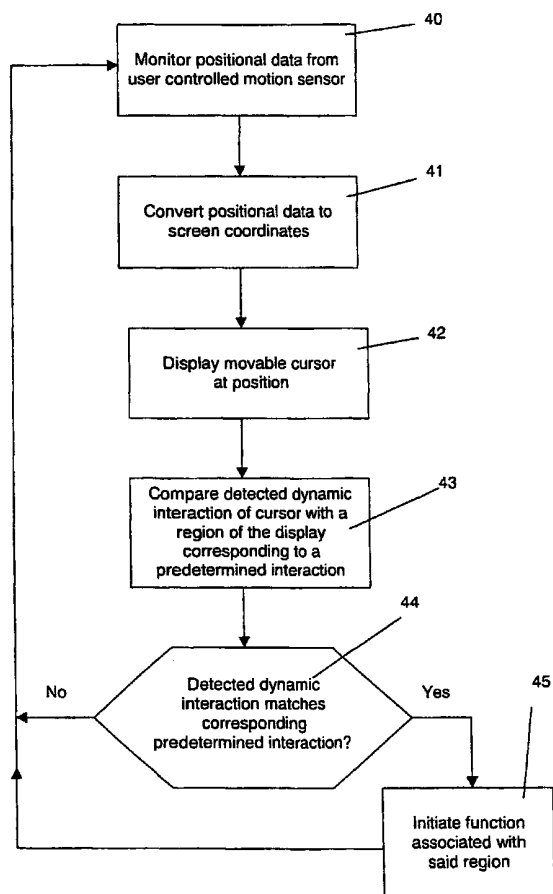 40
Monitor positional data from
user controlled motion sensor
41
Convert positional data to
screen coordinates
42
Display movable cursor
at position
43
Compare detected dynamic
interaction of cursor with a
region of the display
corresponding to a
predetermined interaction
44
Detected dynamic
interaction matches
corresponding
predetermined interaction?
No
Yes
45
Initiate function
associated with
said region